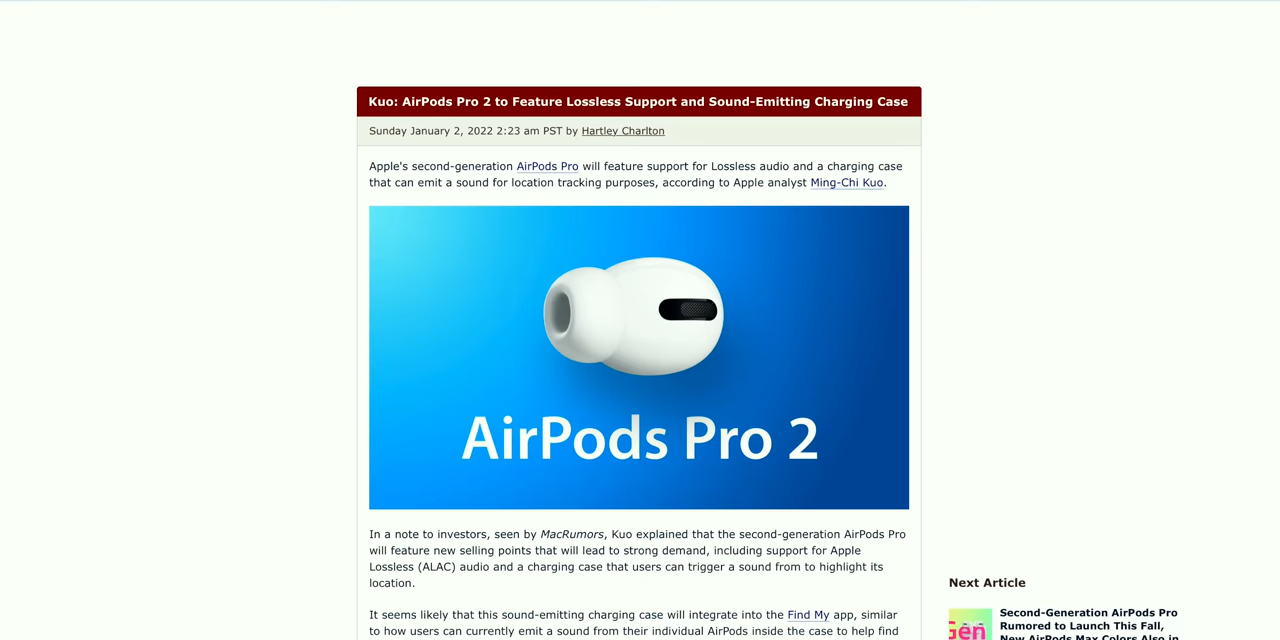 Kuo: AirPods Pro 2 to Feature Lossless Support and Sound-Emitting Charging Case
Sunday January 2, 2022 2:23 am PST by Hartley Charlton
Apple's second-generation AirPods Pro will feature support for Lossless audio and a charging case
that can emit a sound for location tracking purposes, according to Apple analyst Ming-Chi Kuo.
AirPods Pro 2
In a note to investors, seen by MacRumors, Kuo explained that the second-generation AirPods Pro
will feature new selling points that will lead to strong demand, including support for Apple
Lossless (ALAC) audio and a charging case that users can trigger a sound from to highlight its
location.
It seems likely that this sound-emitting charging case will integrate into the Find My app, similar
to how users can currently emit a sound from their individual AirPods inside the case to help find
Next Article
Gen
Second-Generation AirPods Pro
Rumored to Launch This Fall,
New AirPods Max Colors Also in